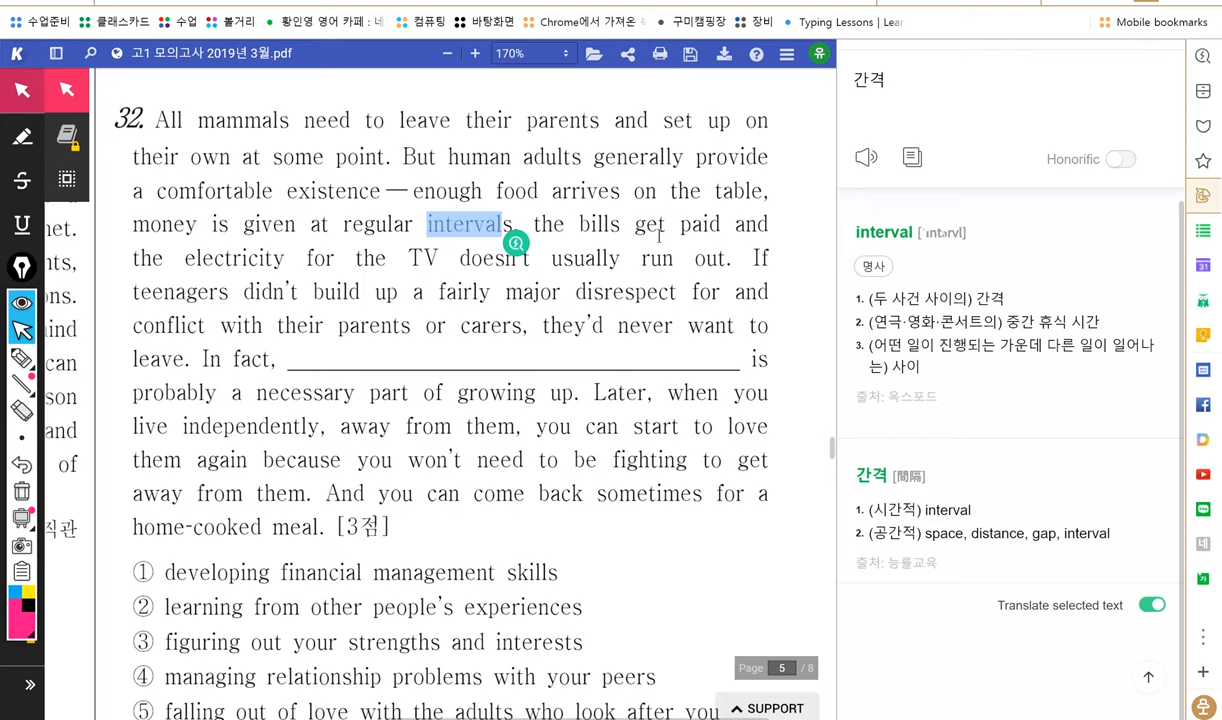 수업준비 클래스카드 수업 볼거리 황인영 영어 카페 : 네 컴퓨팅 바탕화면 Chrome에서 가져온 구미캠핑장 장비 Typing Lessons | Lear Mobile bookmarks
K 고1 모의고사 2019년 3월.pdf 170% 유
32. All mammals need to leave their parents and set up on
their own at some point. But human adults generally provide
a comfortable existence — enough food arrives on the table,
money is given at regular intervals, the bills get paid and
the electricity for the TV doesn't usually run out. If
teenagers didn't build up a fairly major disrespect for and
conflict with their parents or carers, they'd never want to
leave. In fact, ______ is
probably a necessary part of growing up. Later, when you
live independently, away from them, you can start to love
them again because you won't need to be fighting to get
away from them. And you can come back sometimes for a
home-cooked meal. [3점]
① developing financial management skills
② learning from other people's experiences
③ figuring out your strengths and interests
④ managing relationship problems with your peers
⑤ falling out of love with the adults who look after you
net.
nts,
ons.
hind
can
son
and
of
직관
Page 5 / 8
SUPPORT
간격
Honorific
interval [ˈɪntərvl]
명사
1. (두 사건 사이의) 간격
2. (연극·영화·콘서트의) 중간 휴식 시간
3. (어떤 일이 진행되는 가운데 다른 일이 일어나
는) 사이
출처: 옥스포드
간격 [間隔]
1. (시간적) interval
2. (공간적) space, distance, gap, interval
출처: 능률교육
Translate selected text
31